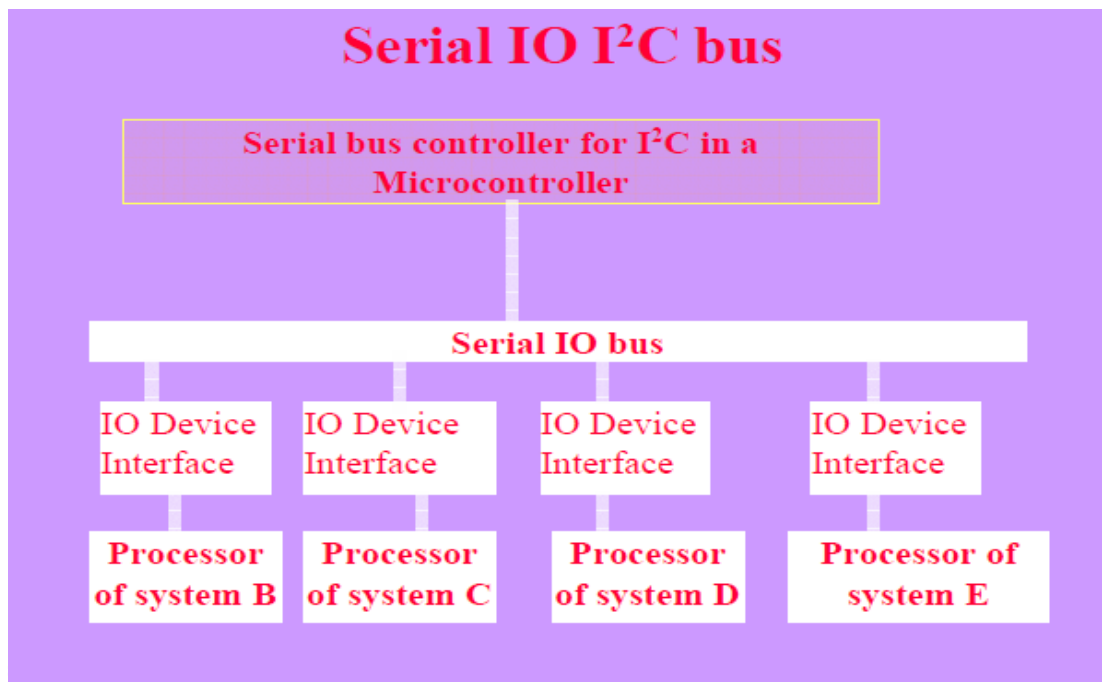 Serial IO I²C bus
Serial bus controller for I²C in a
Microcontroller
Serial IO bus
IO Device
Interface
IO Device
Interface
IO Device
Interface
IO Device
Interface
Processor
of system B
Processor
of system C
Processor
of system D
Processor of
system E